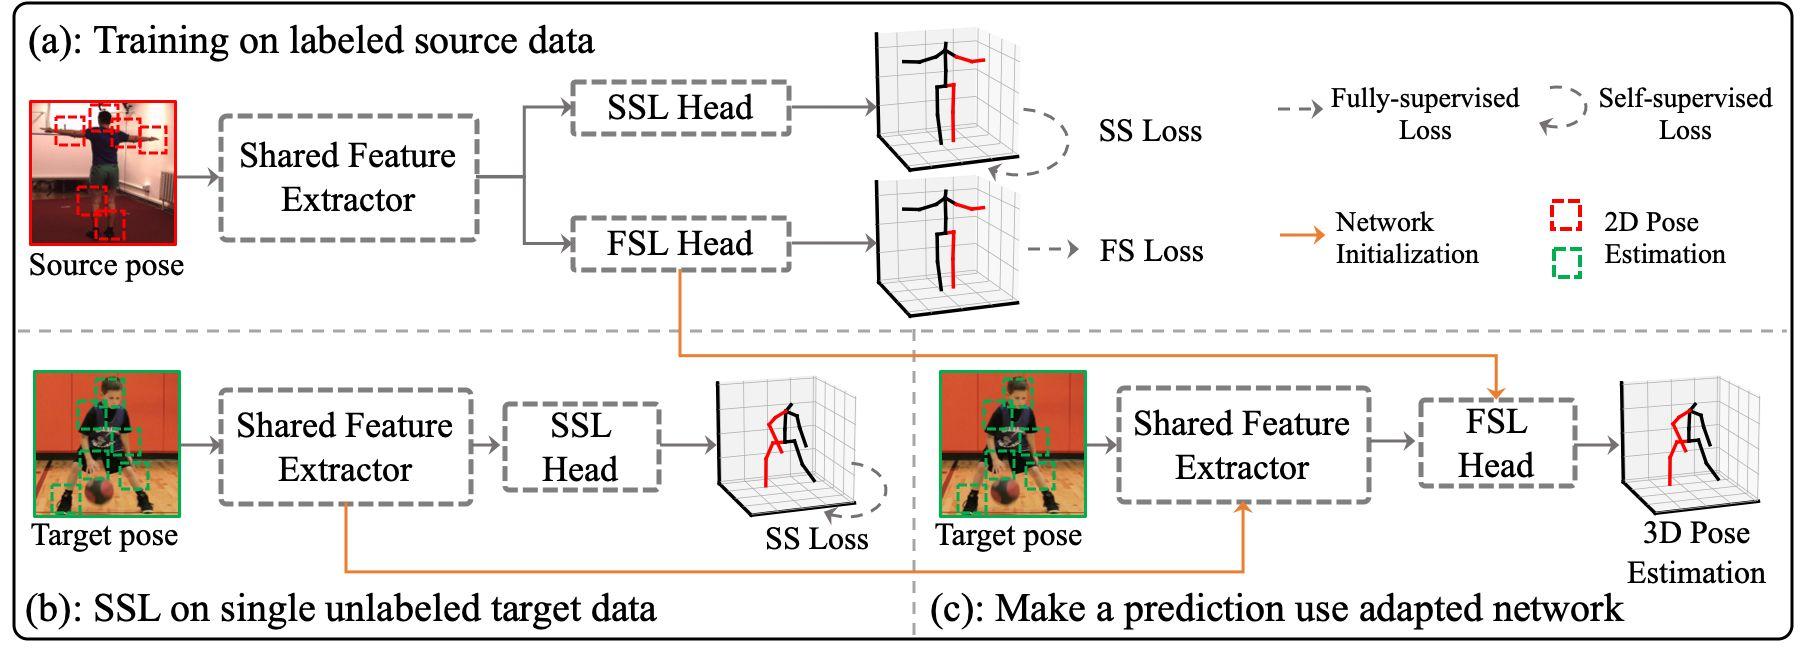 (a): Training on labeled source data
Source pose
Shared Feature
Extractor
SSL Head
FSL Head
SS Loss
FS Loss
Fully-supervised
Loss
Self-supervised
Loss
Network
Initialization
2D Pose
Estimation
Target pose
Shared Feature
Extractor
SSL
Head
SS Loss
(b): SSL on single unlabeled target data
Target pose
Shared Feature
Extractor
FSL
Head
3D Pose
Estimation
(c): Make a prediction use adapted network